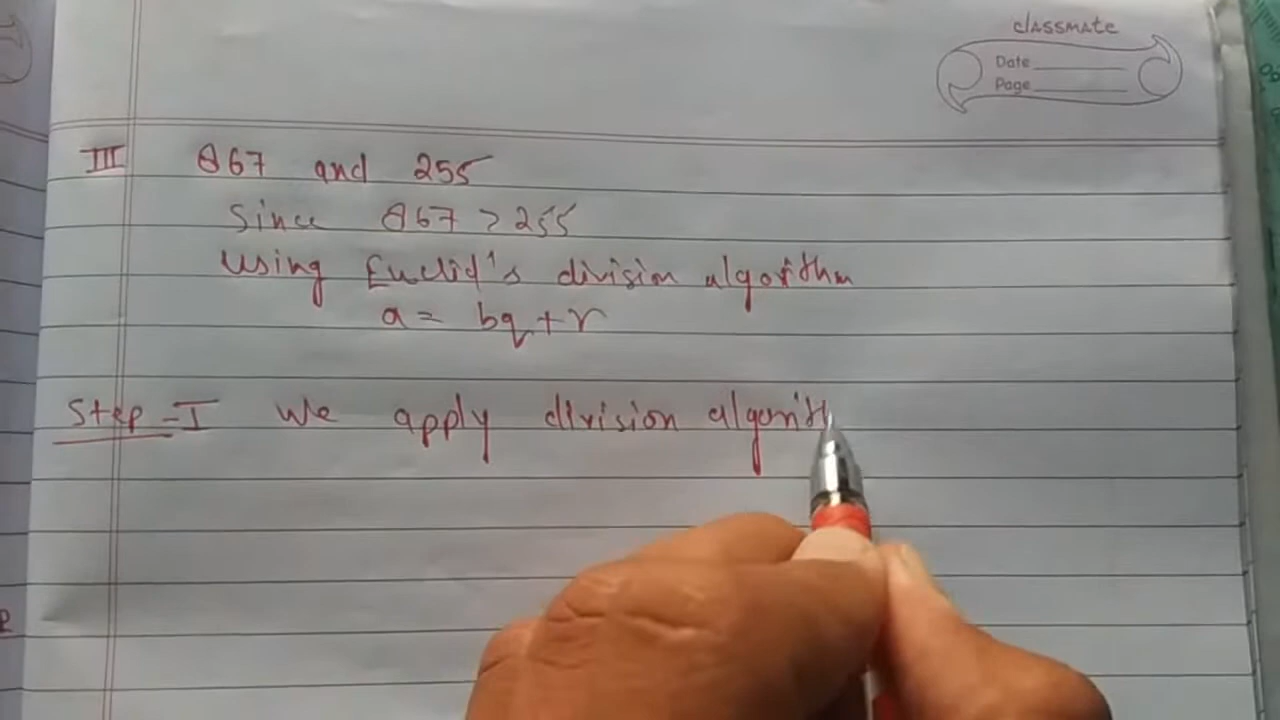 classmate
Date
Page
III 867 and 255
Since 867 > 255
Using Euclid's division algorithm
a = bq + r
Step - I We apply division algorith